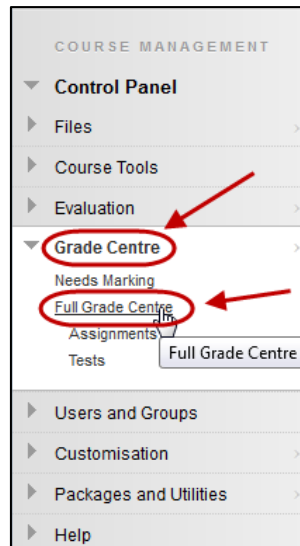 COURSE MANAGEMENT
Control Panel
Files
Course Tools
Evaluation
Grade Centre
Needs Marking
Full Grade Centre
Assignments
Full Grade Centre
Tests
Users and Groups
Customisation
Packages and Utilities
Help